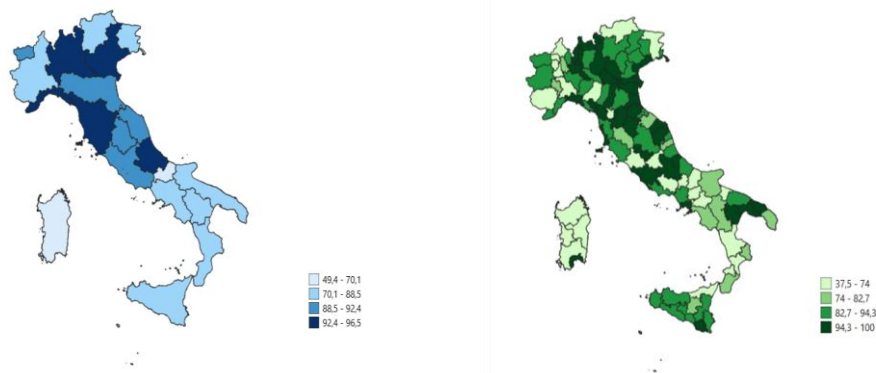 49,4 - 70,1
70,1 - 88,5
88,5 - 92,4
92,4 - 96,5
37,5 - 74
74 - 82,7
82,7 - 94,3
94,3 - 100